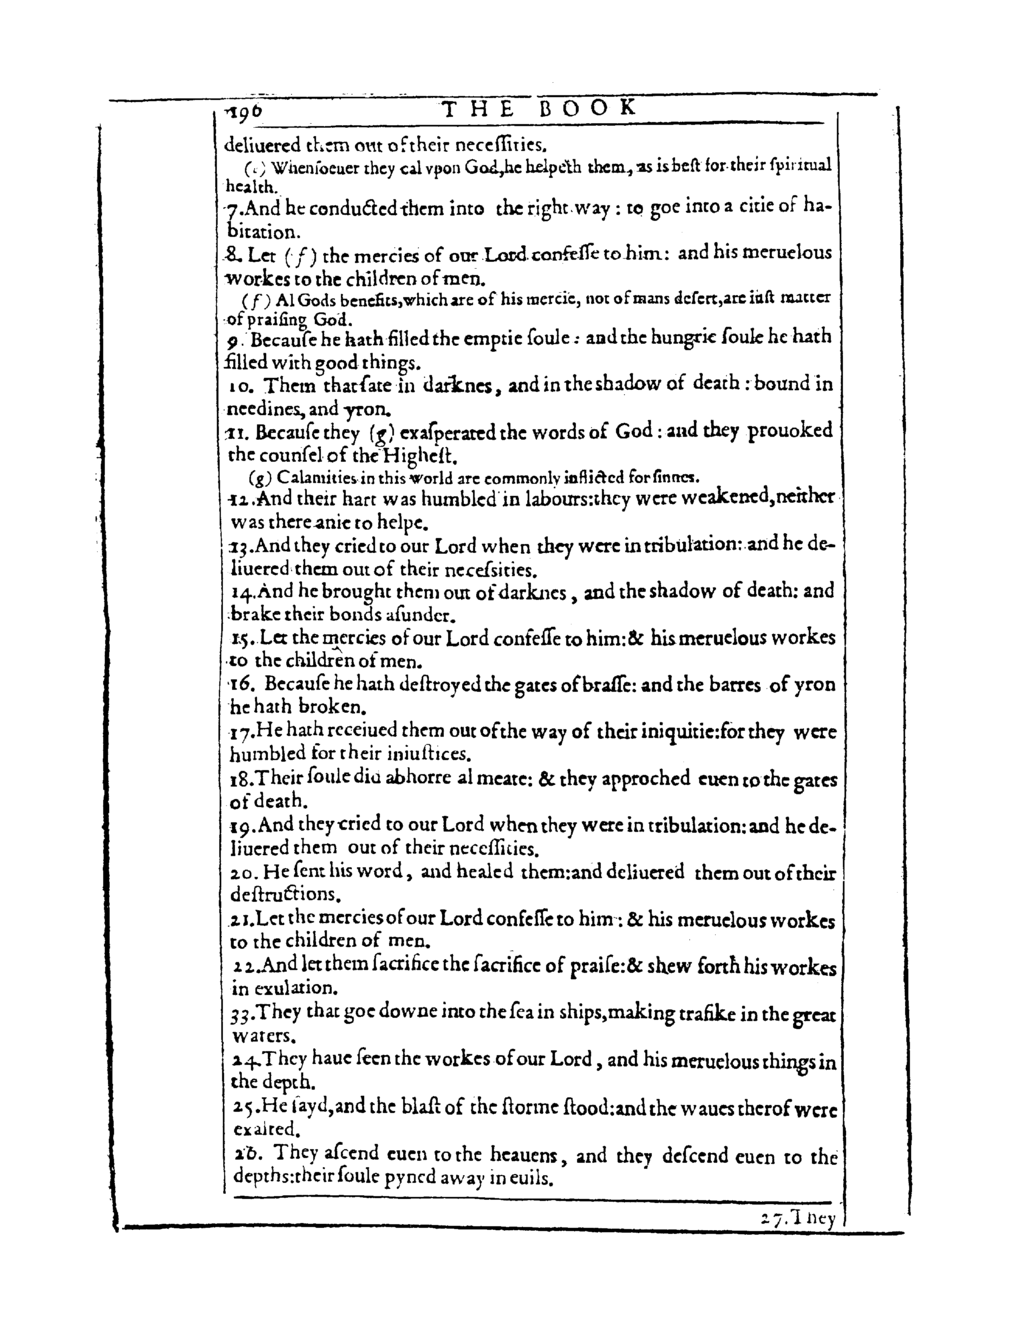 196 THE BOOK
deliuered them out of their neceſſities.
( ) Whenſoeuer they cal vpon God,he helpeth them, as is beſt for their ſpiritual
health.
7.And he conducted them into the right way : to goe into a citie of ha-
bitation.
8. Let (f) the mercies of our Lord confeſſe to him: and his meruelous
workes to the children of men.
(f) Al Gods benefits,which are of his mercie, not of mans deſert,are iuſt matter
of praiſing God.
9. Becauſe he hath filled the emptie ſoule : and the hungrie ſoule he hath
filled with good things.
10. Them that ſate in darknes, and in the shadow of death : bound in
needines, and yron.
11. Becauſe they (g) exaſperated the words of God : and they prouoked
the counſel of the Higheſt.
(g) Calamities in this world are commonly inflicted for ſinnes.
12.And their hart was humbled in labours:they were weakened,neither
was there anie to helpe.
13.And they cried to our Lord when they were in tribulation: and he de-
liuered them out of their neceſsities.
14.And he brought them out of darknes, and the shadow of death: and
brake their bonds aſunder.
15. Let the mercies of our Lord confeſſe to him:& his meruelous workes
to the children of men.
16. Becauſe he hath deſtroyed the gates of braſſe: and the barres of yron
he hath broken.
17.He hath receiued them out of the way of their iniquitie:for they were
humbled for their iniuſtices.
18.Their ſoule did abhorre al meate: & they approched euen to the gates
of death.
19.And they cried to our Lord when they were in tribulation: and he de-
liuered them out of their neceſſities.
20. He ſent his word, and healed them:and deliuered them out of their
deſtructions.
21.Let the mercies of our Lord confeſſe to him : & his meruelous workes
to the children of men.
22.And let them ſacrifice the ſacrifice of praiſe:& shew forth his workes
in exulation.
33.They that goe downe into the ſea in ships,making trafike in the great
waters.
24.They haue ſeen the workes of our Lord, and his meruelous things in
the depth.
25.He ſayd,and the blaſt of the ſtorme ſtood:and the waues therof were
exalted.
26. They aſcend euen to the heauens, and they deſcend euen to the
depths:their ſoule pyned away in euils.
27.They